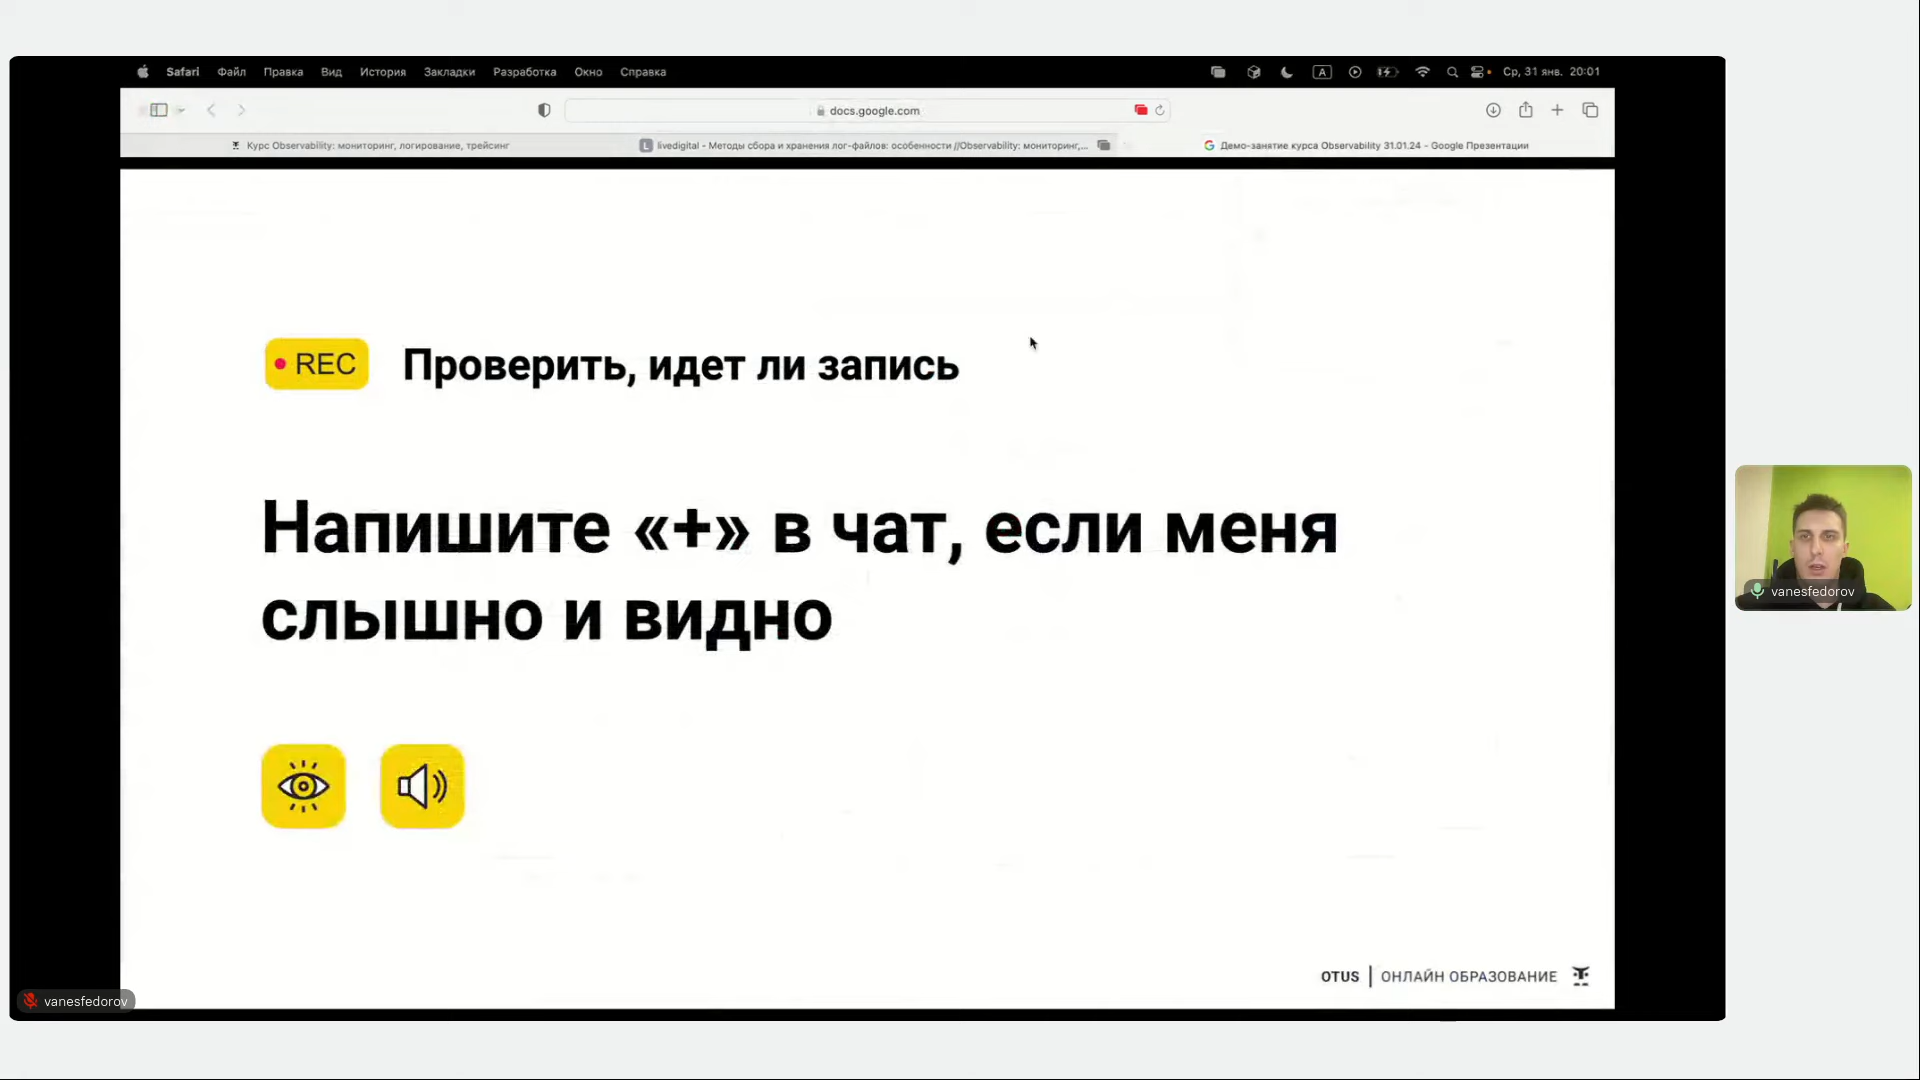 Safari Файл Правка Вид История Закладки Разработка Окно Справка A Ср, 31 янв. 20:01
docs.google.com
Курс Observability: мониторинг, логирование, трейсинг L livedigital - Методы сбора и хранения лог-файлов: особенности //Observability: мониторинг,... Демо-занятие курса Observability 31.01.24 - Google Презентации
REC Проверить, идет ли запись
Напишите «+» в чат, если меня
слышно и видно
vanesfedorov
OTUS | ОНЛАЙН ОБРАЗОВАНИЕ
vanesfedorov